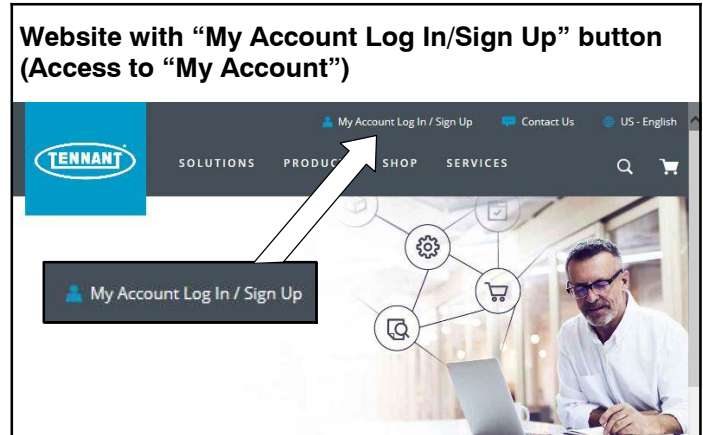 Website with “My Account Log In/Sign Up” button
(Access to “My Account”)
My Account Log In / Sign Up Contact Us US - English
TENNANT
SOLUTIONS PRODUCT SHOP SERVICES
My Account Log In / Sign Up